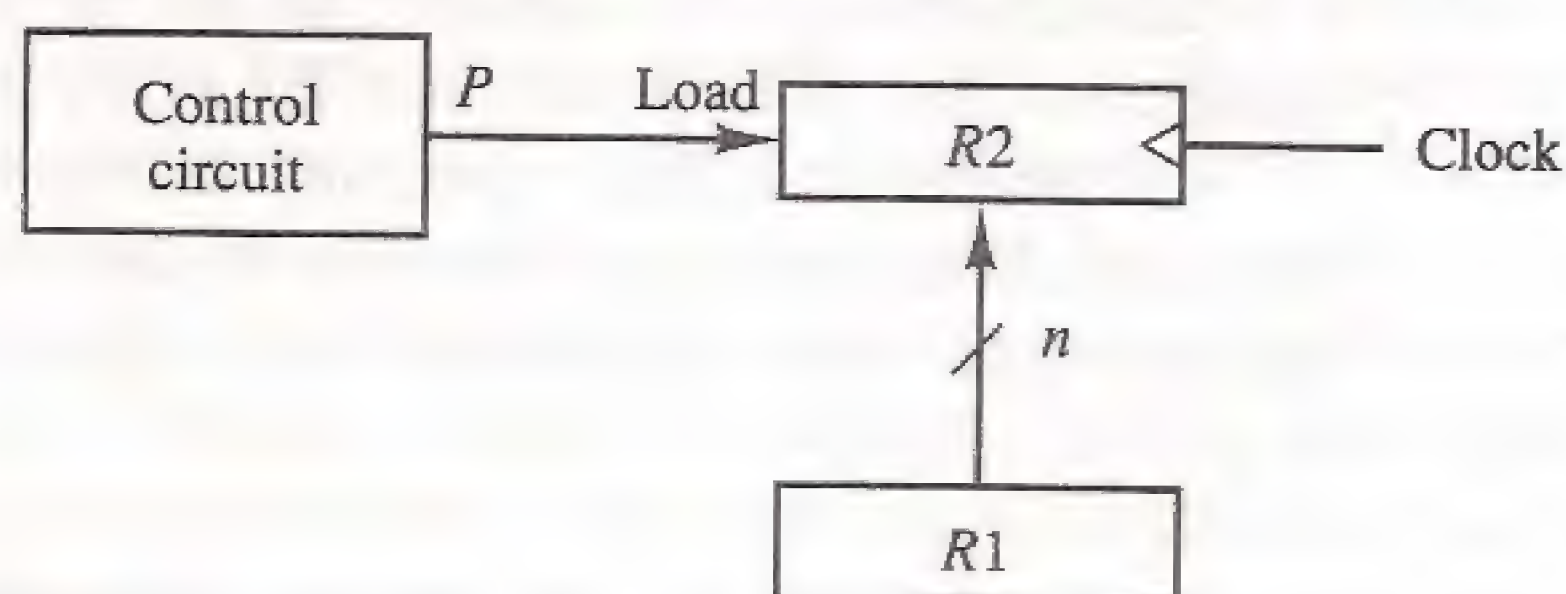 Control
circuit
P
Load
R2
Clock
n
R1